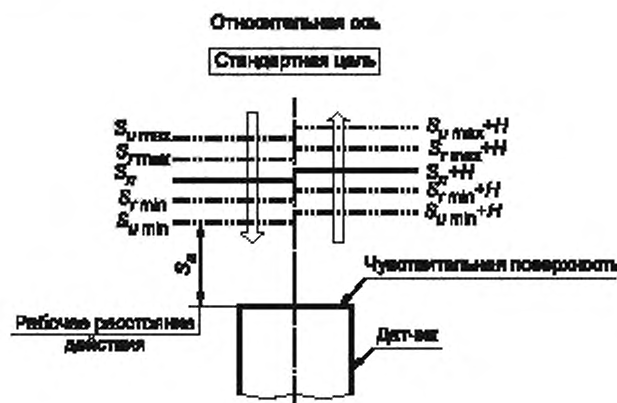 Относительная ось
Стандартная цель
Su max
Sr max
Sn
Sr min
Su min
Su max+H
Sr max+H
Sn+H
Sr min+H
Su min+H
Sa
Чувствительная поверхность
Рабочее расстояние
действия
Датчик